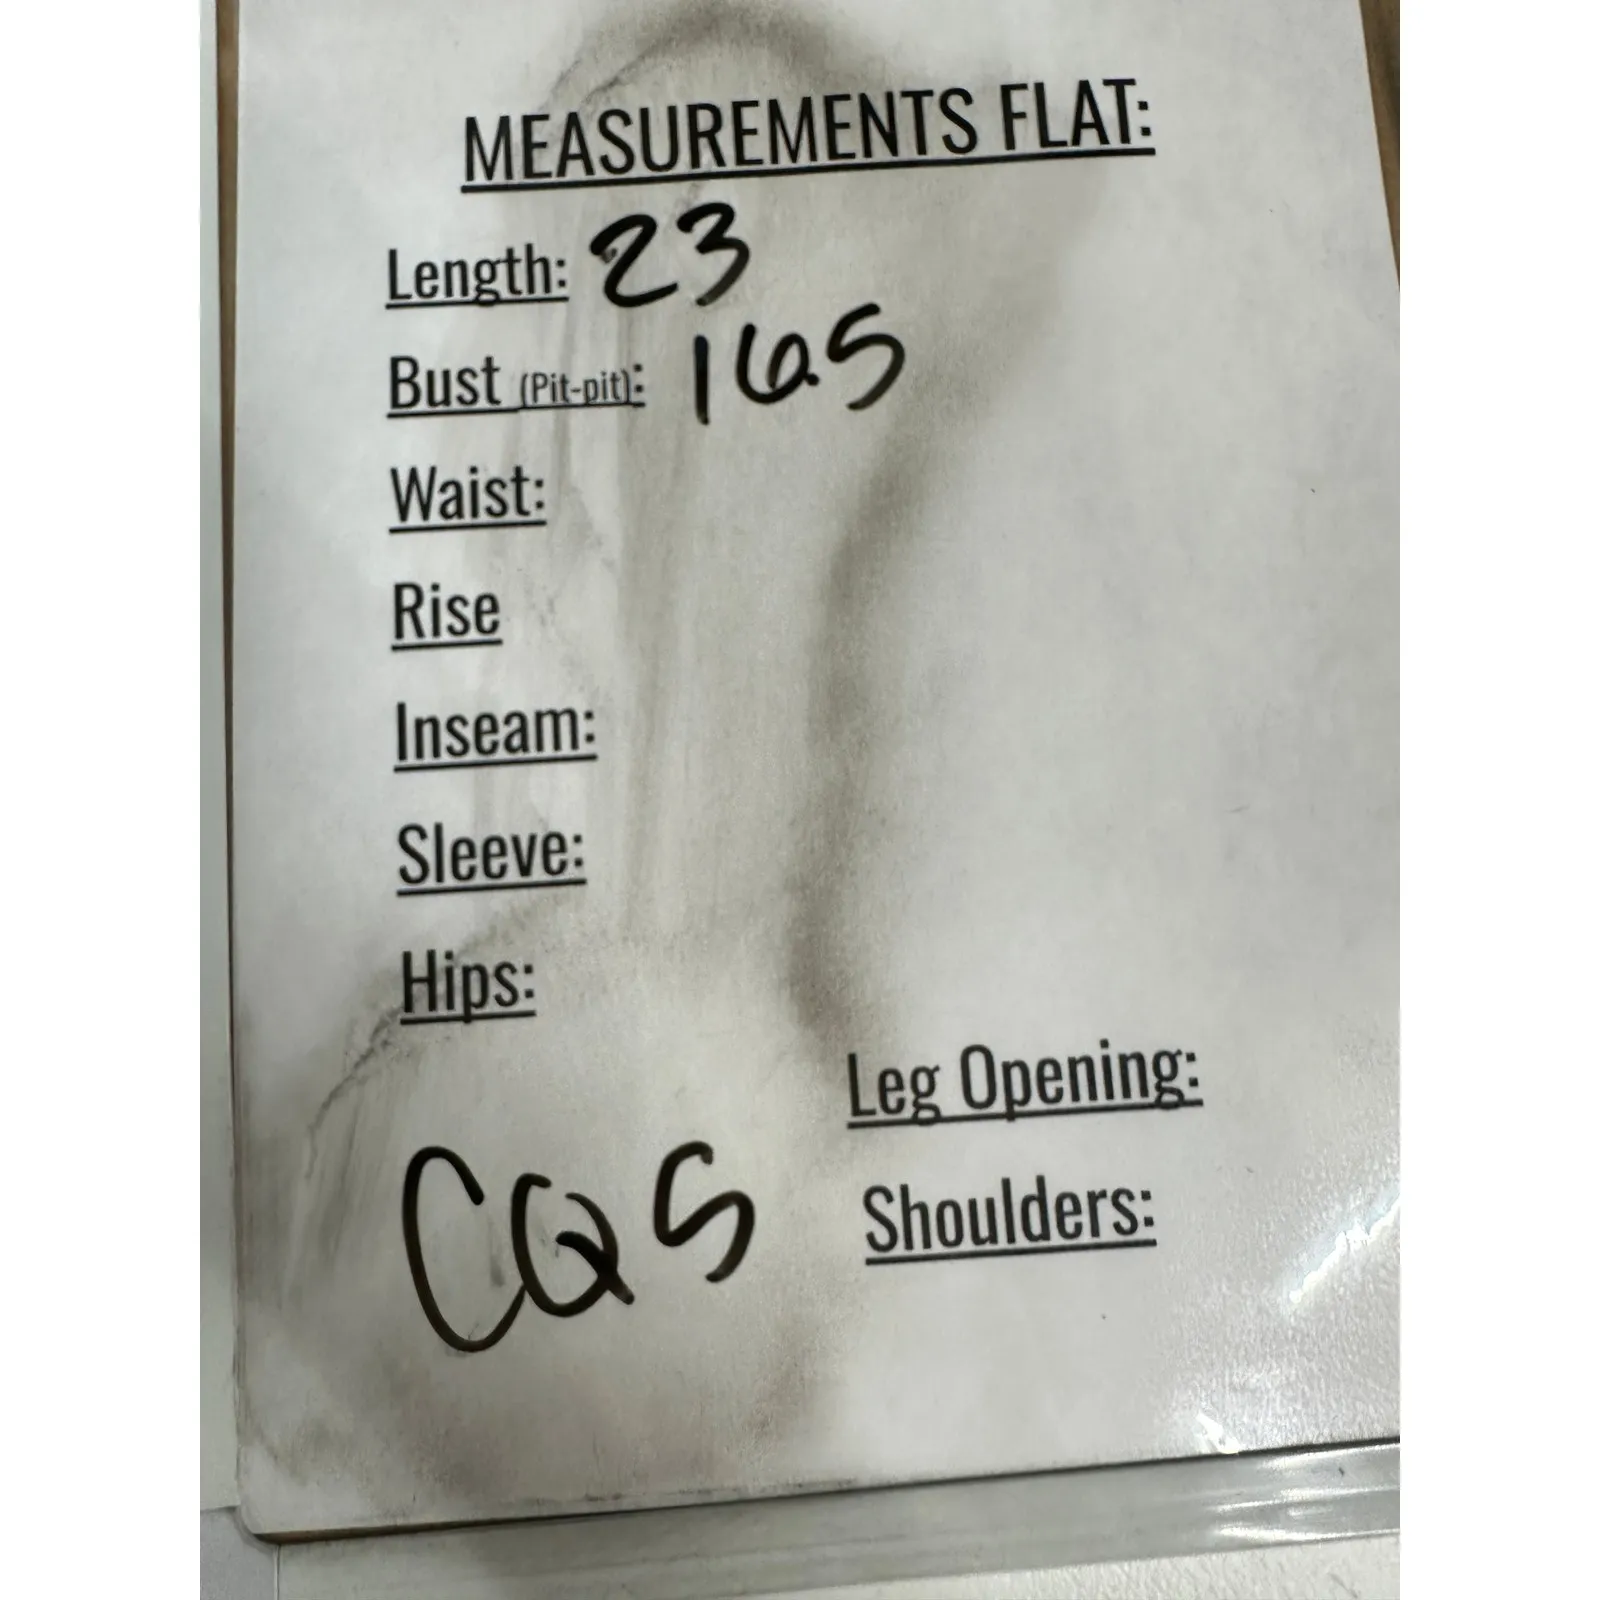 MEASUREMENTS FLAT:
Length: 23
Bust (Pit-pit): 16.5
Waist:
Rise
Inseam:
Sleeve:
Hips:
Leg Opening:
CQS
Shoulders: